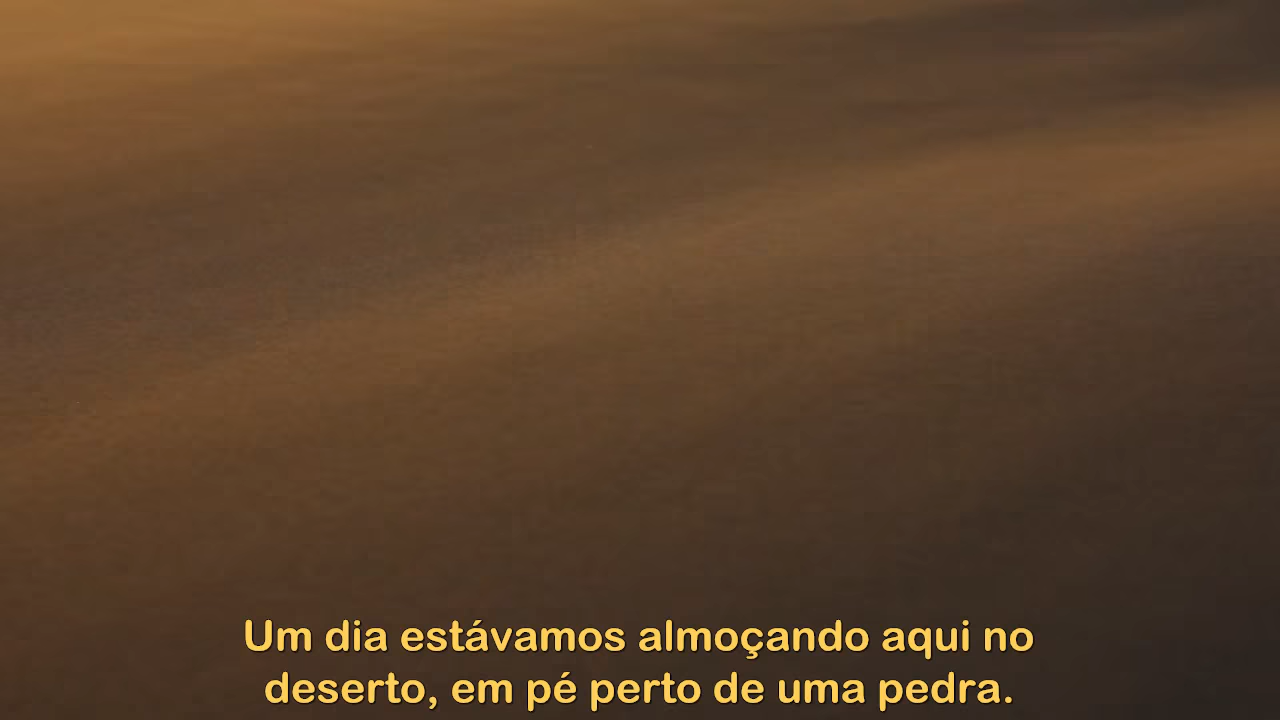 Um dia estávamos almoçando aqui no
deserto, em pé perto de uma pedra.